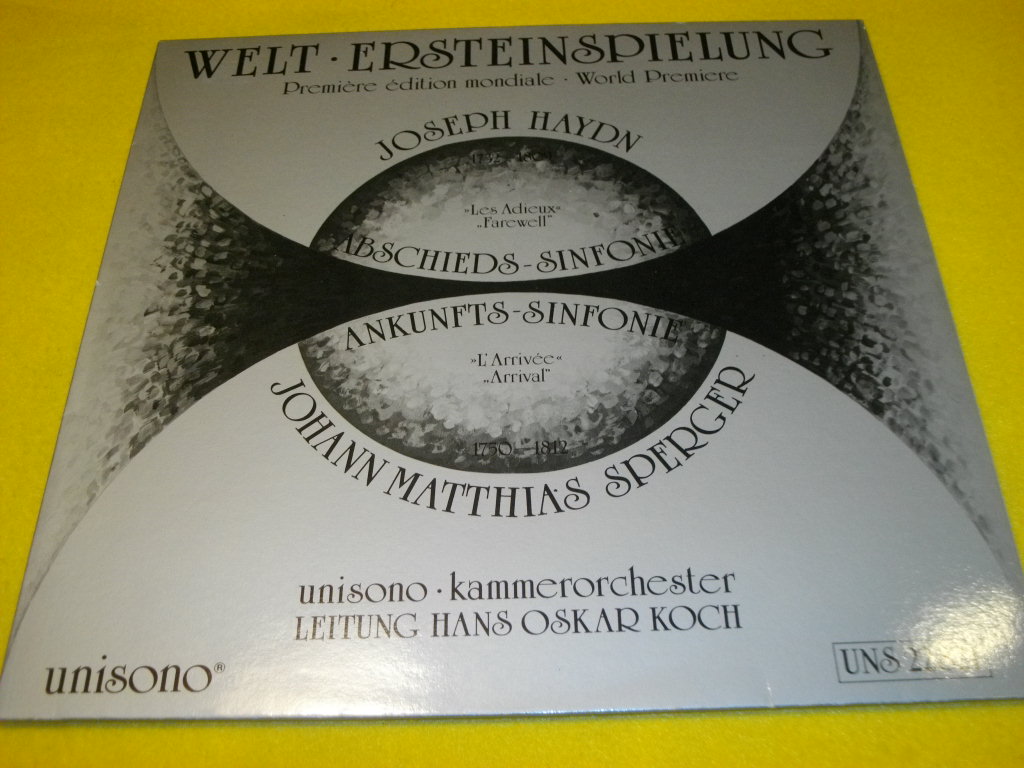 WELT · ERSTEINSPIELUNG
Première édition mondiale · World Premiere
JOSEPH HAYDN
»Les Adieux«
„Farewell”
ABSCHIEDS-SINFONIE
ANKUNFTS-SINFONIE
»L'Arrivée«
„Arrival”
1750 - 1812
JOHANN MATTHIAS SPERGER
unisono · kammerorchester
LEITUNG HANS OSKAR KOCH
unisono®
UNS